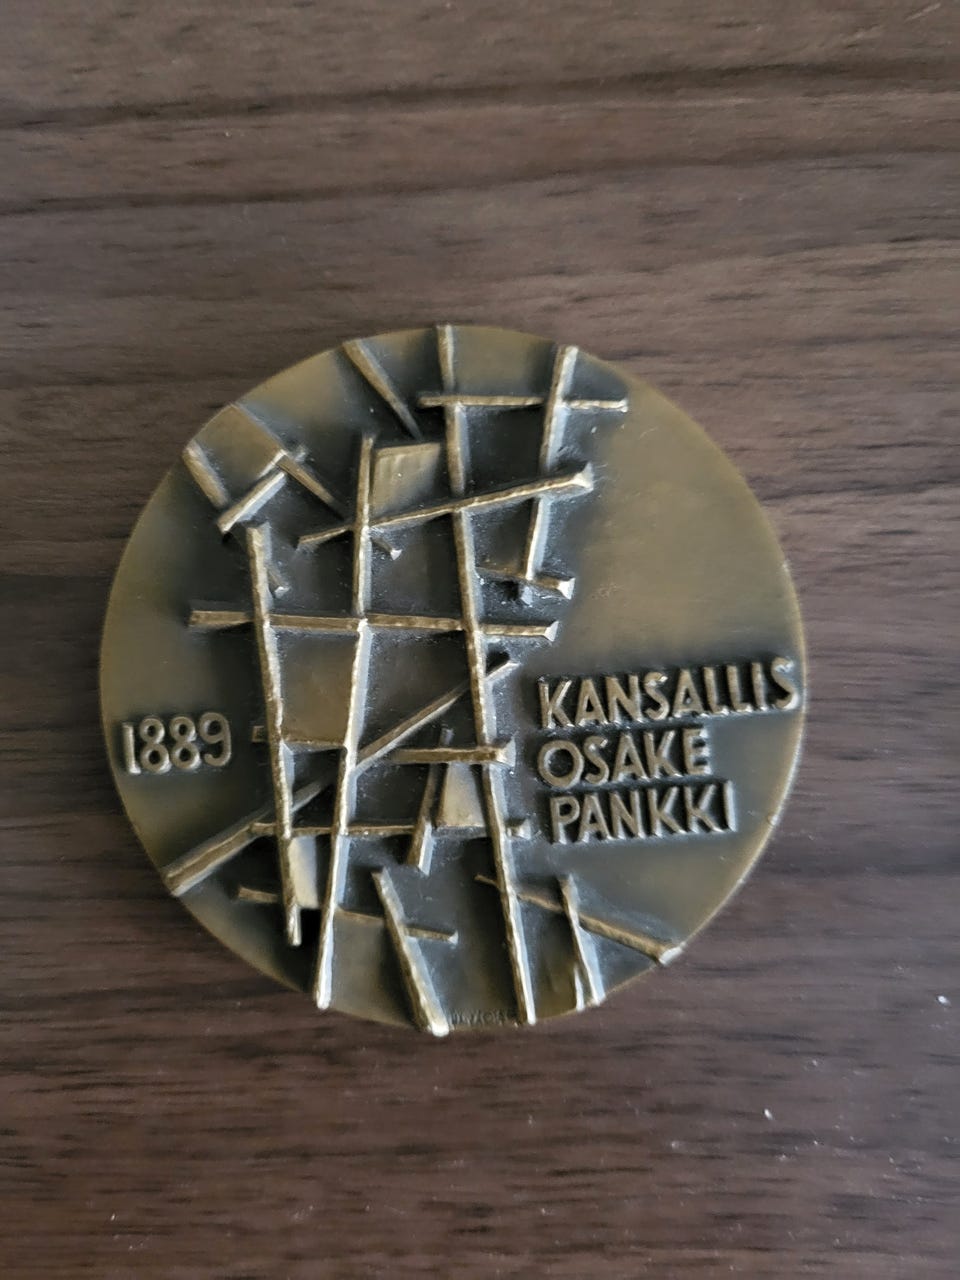 1889
KANSALLIS
OSAKE
PANKKI